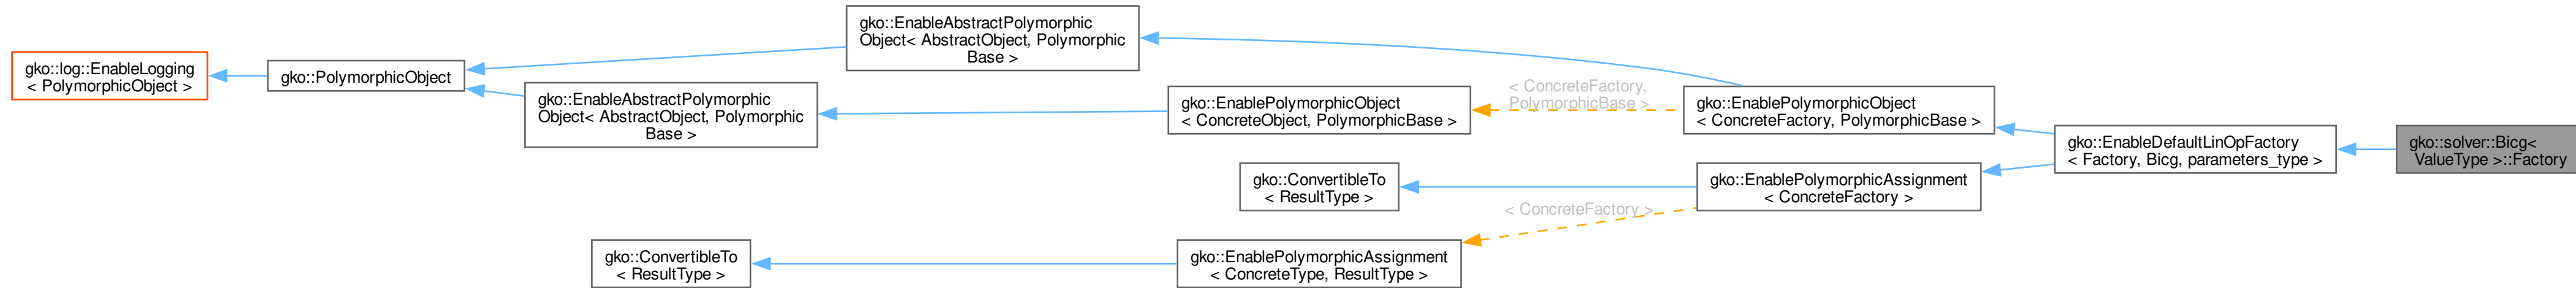 gko::EnableAbstractPolymorphic
Object< AbstractObject, Polymorphic
Base >
gko::log::EnableLogging
< PolymorphicObject >
gko::PolymorphicObject
gko::EnableAbstractPolymorphic
Object< AbstractObject, Polymorphic
Base >
gko::EnablePolymorphicObject
< ConcreteObject, PolymorphicBase >
< ConcreteFactory,
PolymorphicBase >
gko::EnablePolymorphicObject
< ConcreteFactory, PolymorphicBase >
gko::EnableDefaultLinOpFactory
< Factory, Bicg, parameters_type >
gko::solver::Bicg<
ValueType >::Factory
gko::ConvertibleTo
< ResultType >
gko::EnablePolymorphicAssignment
< ConcreteFactory >
< ConcreteFactory >
gko::ConvertibleTo
< ResultType >
gko::EnablePolymorphicAssignment
< ConcreteType, ResultType >